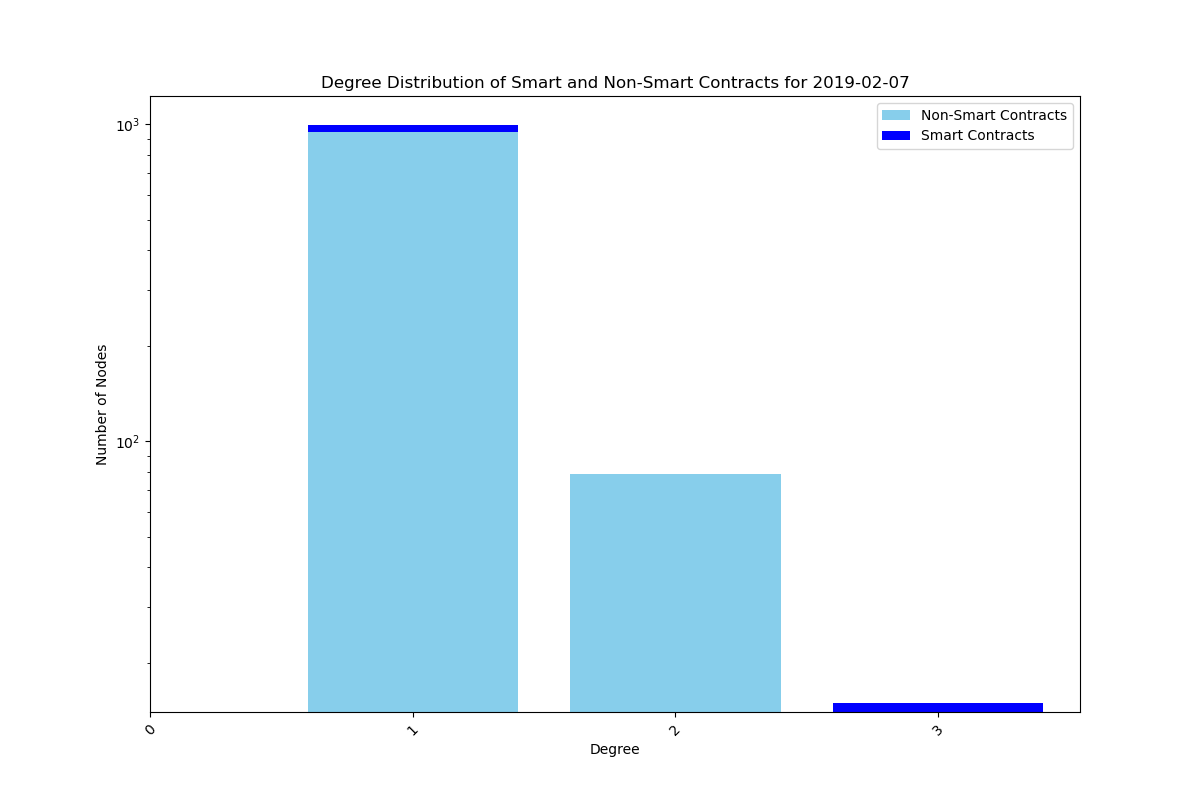 Degree Distribution of Smart and Non-Smart Contracts for 2019-02-07
Non-Smart Contracts
Smart Contracts
Number of Nodes
10³
10²
0
1
2
3
Degree